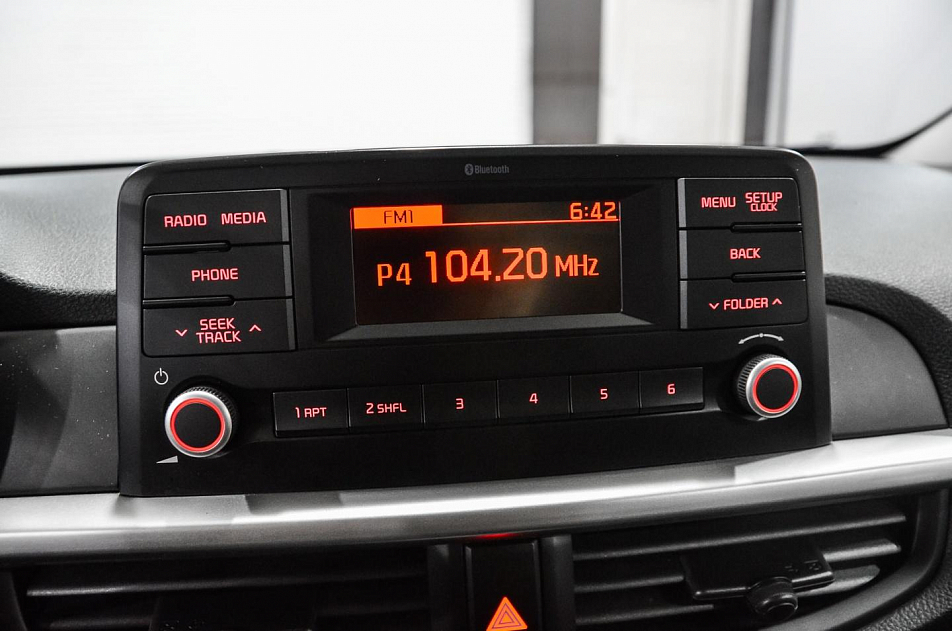 Bluetooth
RADIO MEDIA
PHONE
SEEK
TRACK
FM1 6:42
P4 104.20 MHz
MENU SETUP
CLOCK
BACK
FOLDER
1 RPT 2 SHFL 3 4 5 6